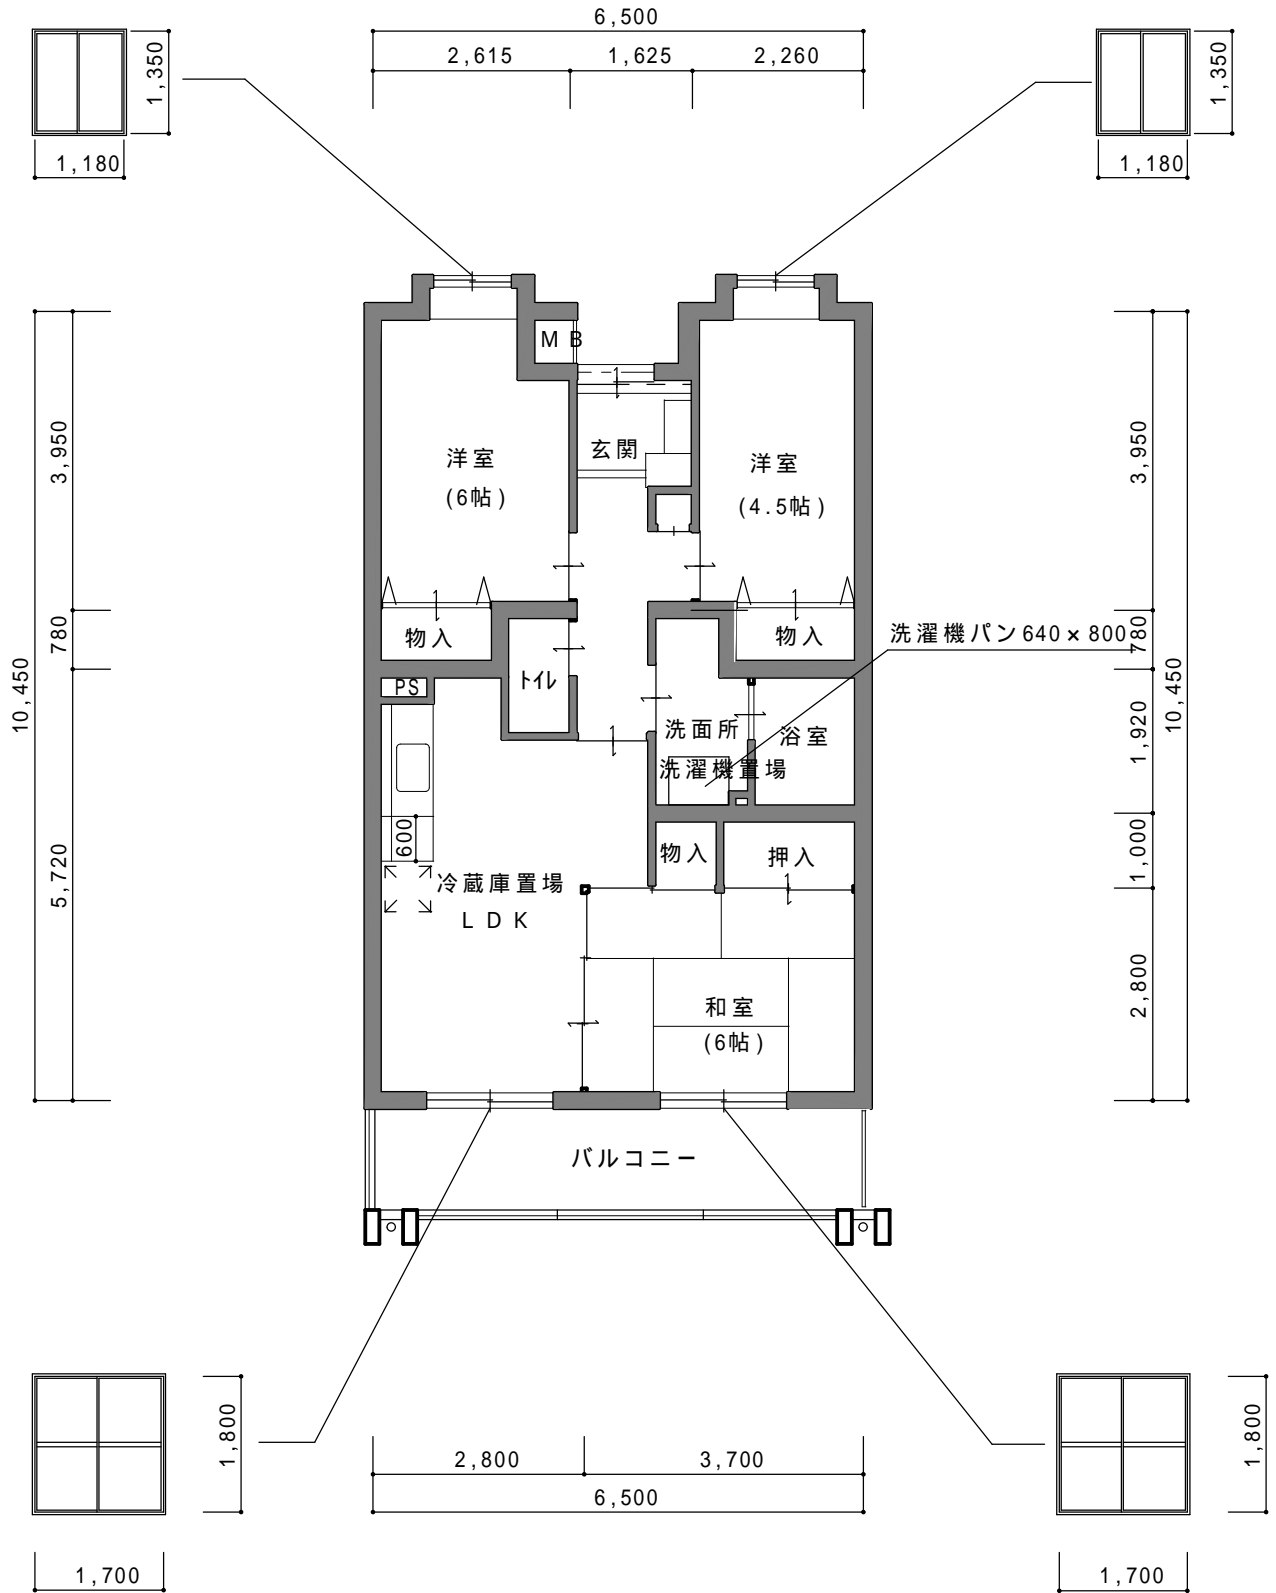 6,500
2,615
1,625
2,260
1,350
1,180
1,350
1,180
MB
玄関
洋室
(6帖)
洋室
(4.5帖)
3,950
780
10,450
5,720
3,950
780
10,450
1,920
1,000
2,800
物入
トイレ
物入
洗濯機パン640×800
PS
洗面所
浴室
洗濯機置場
600
物入
押入
冷蔵庫置場
LDK
和室
(6帖)
バルコニー
1,800
1,700
2,800
3,700
6,500
1,800
1,700